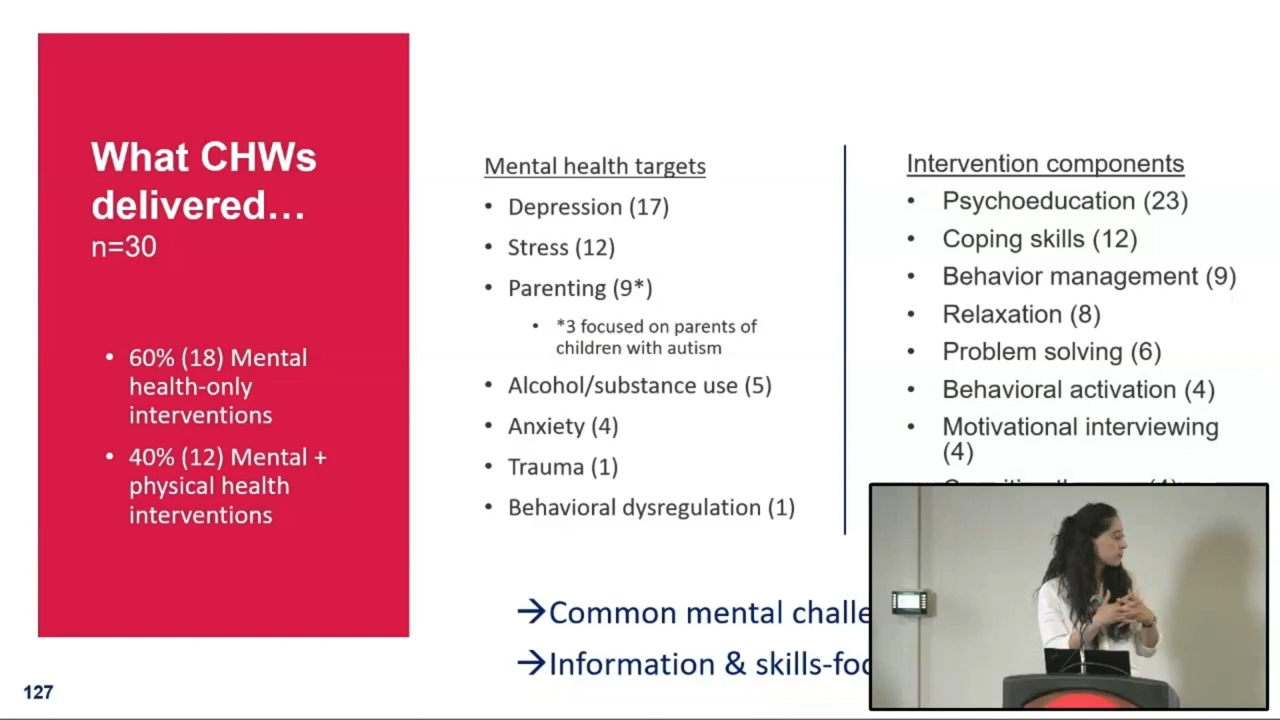 What CHWs
delivered…
n=30
• 60% (18) Mental
health-only
interventions
• 40% (12) Mental +
physical health
interventions
Mental health targets
• Depression (17)
• Stress (12)
• Parenting (9*)
• *3 focused on parents of
children with autism
• Alcohol/substance use (5)
• Anxiety (4)
• Trauma (1)
• Behavioral dysregulation (1)
Intervention components
• Psychoeducation (23)
• Coping skills (12)
• Behavior management (9)
• Relaxation (8)
• Problem solving (6)
• Behavioral activation (4)
• Motivational interviewing
(4)
→Common mental challe
→Information & skills-foc
127